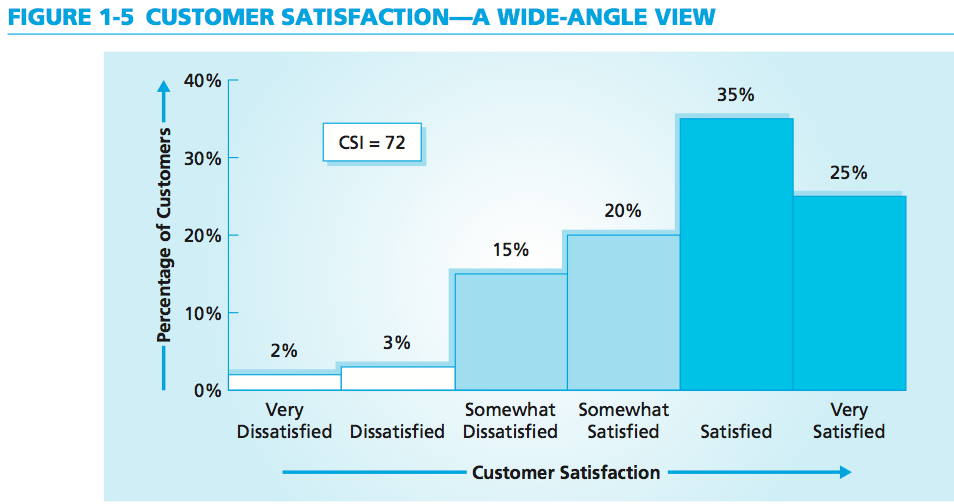 FIGURE 1-5 CUSTOMER SATISFACTION—A WIDE-ANGLE VIEW
40%
30%
20%
10%
0%
Percentage of Customers
CSI = 72
2%
3%
15%
20%
35%
25%
Very
Dissatisfied
Dissatisfied
Somewhat
Dissatisfied
Somewhat
Satisfied
Satisfied
Very
Satisfied
Customer Satisfaction